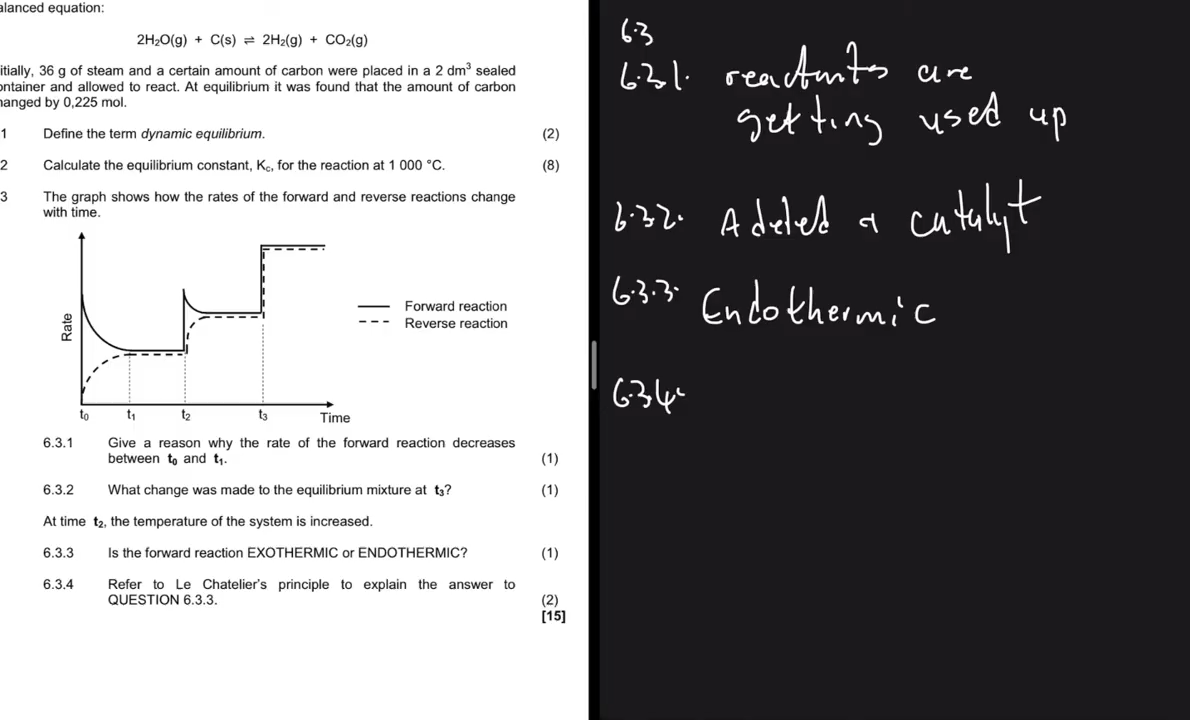 alanced equation:
2H₂O(g) + C(s) ⇌ 2H₂(g) + CO₂(g)
itially, 36 g of steam and a certain amount of carbon were placed in a 2 dm³ sealed
ontainer and allowed to react. At equilibrium it was found that the amount of carbon
hanged by 0,225 mol.
1 Define the term dynamic equilibrium. (2)
2 Calculate the equilibrium constant, Kc, for the reaction at 1 000 °C. (8)
3 The graph shows how the rates of the forward and reverse reactions change
with time.
Rate
Forward reaction
Reverse reaction
t₀ t₁ t₂ t₃ Time
6.3.1 Give a reason why the rate of the forward reaction decreases
between t₀ and t₁. (1)
6.3.2 What change was made to the equilibrium mixture at t₃? (1)
At time t₂, the temperature of the system is increased.
6.3.3 Is the forward reaction EXOTHERMIC or ENDOTHERMIC? (1)
6.3.4 Refer to Le Chatelier's principle to explain the answer to
QUESTION 6.3.3. (2)
[15]
6.3
6.3.1. reactants are
getting used up
6.3.2. Added a catalyt
6.3.3. Endothermic
6.3.4.